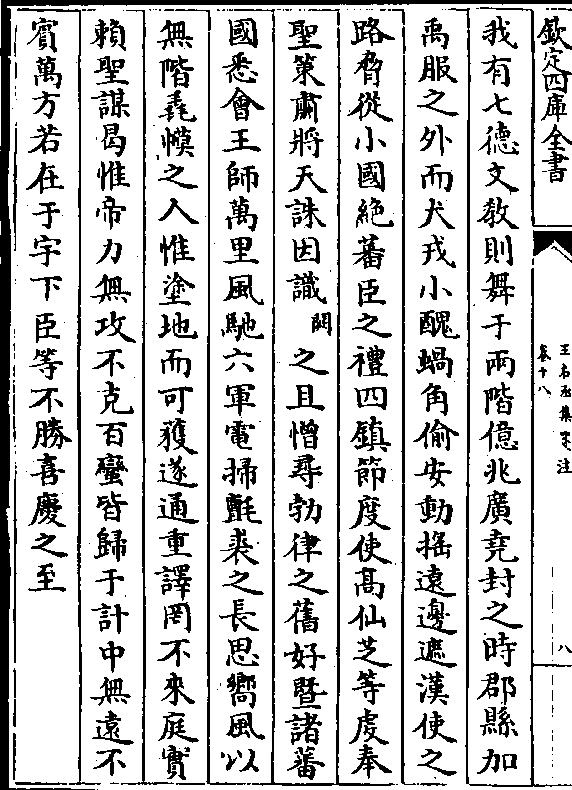 欽定四庫全書
王右丞集箋注
卷十八
八
我有七德文敎則舞于兩階億兆廣堯封之時郡縣加
禹服之外而犬戎小醜蝸角偷安動揺逺邊遮漢使之
路脅從小國絶蕃臣之禮四鎮節度使髙仙芝等虔奉
聖策肅將天誅因識闕之且憎尋勃律之舊好暨諸蕃
國悉會王師萬里風馳六軍電掃氈裘之長思嚮風以
無階毳幙之人惟塗地而可獲遂通重譯罔不來庭實
賴聖謀曷惟帝力無攻不克百蠻皆歸于計中無逺不
賓萬方若在于宇下臣等不勝喜慶之至